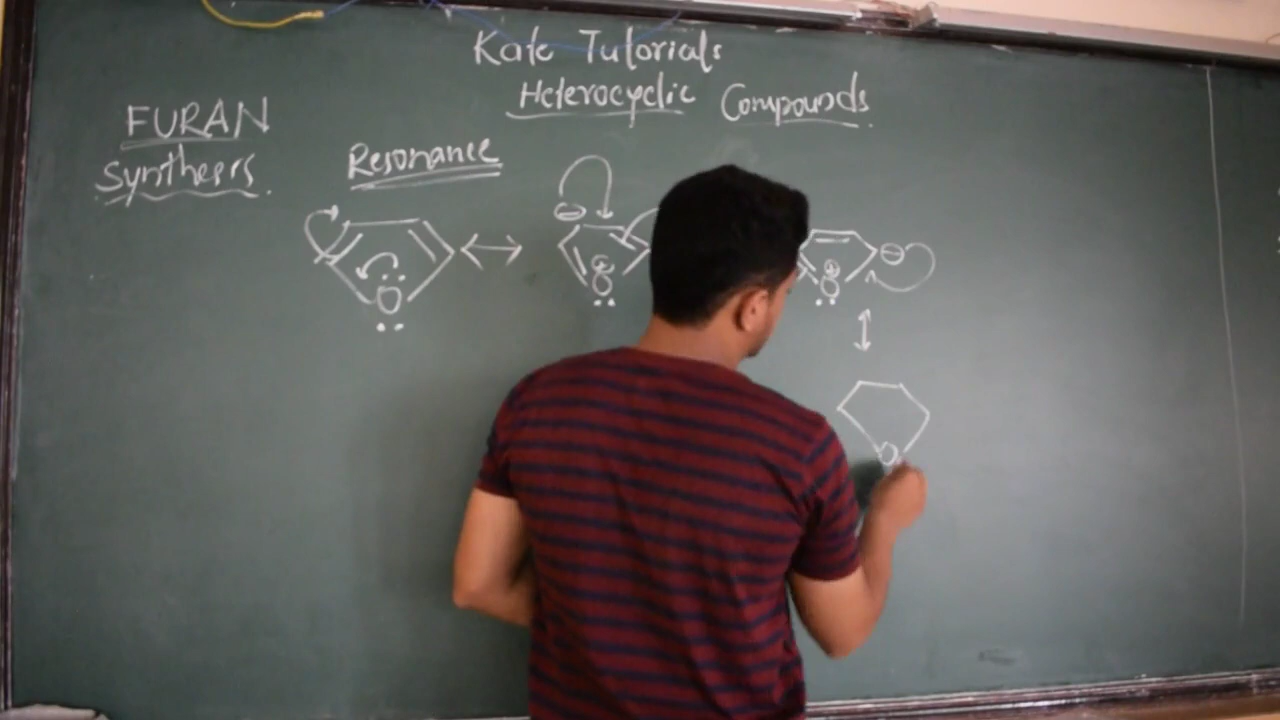 Kate Tutorials
Heterocyclic Compounds.
FURAN
Synthesis.
Resonance
O
⊖
⊕
O
⊖
⊕
O
O